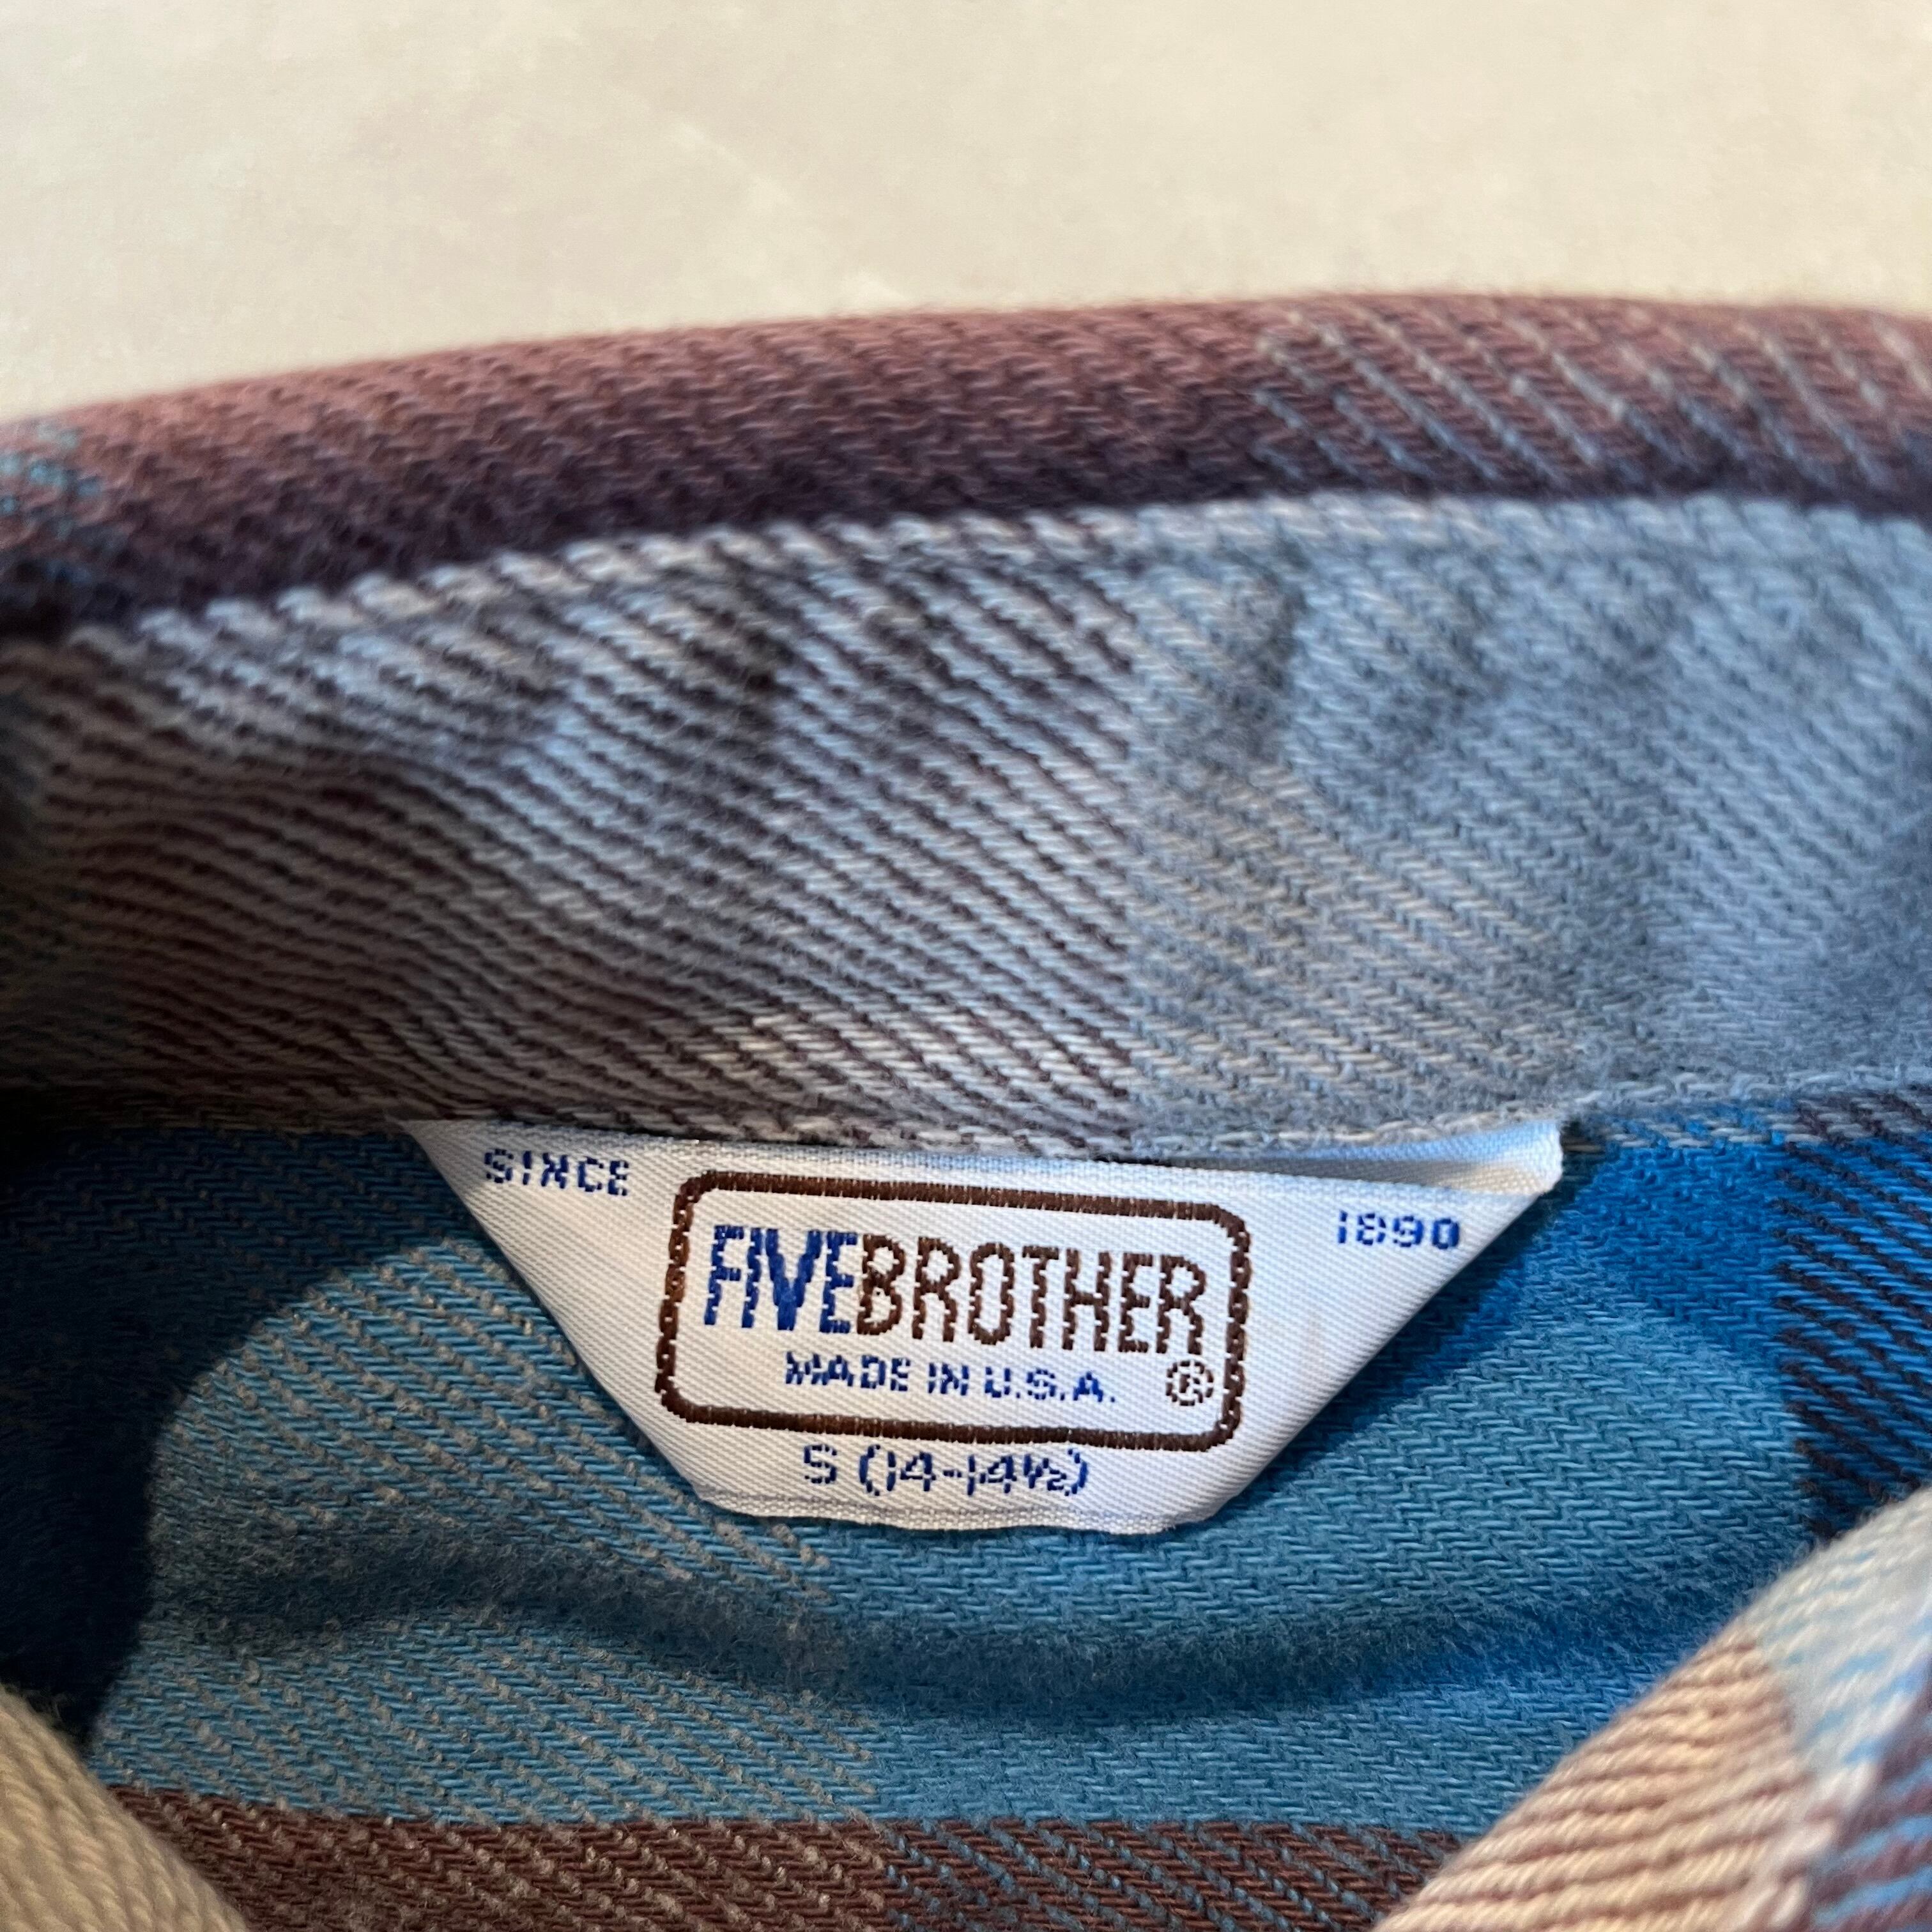 SINCE 1890
FIVEBROTHER
MADE IN U.S.A. ®
S (14-14½)